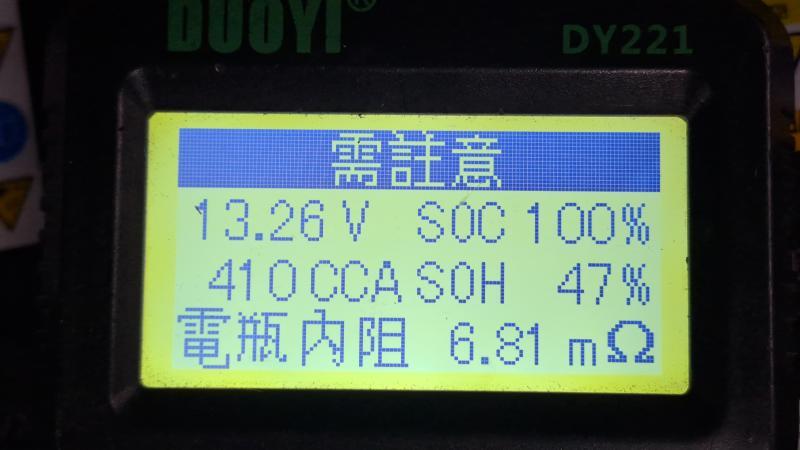 DUOYI®
DY221
需註意
13.26 V SOC 100%
410 CCA SOH 47%
電瓶內阻 6.81 mΩ